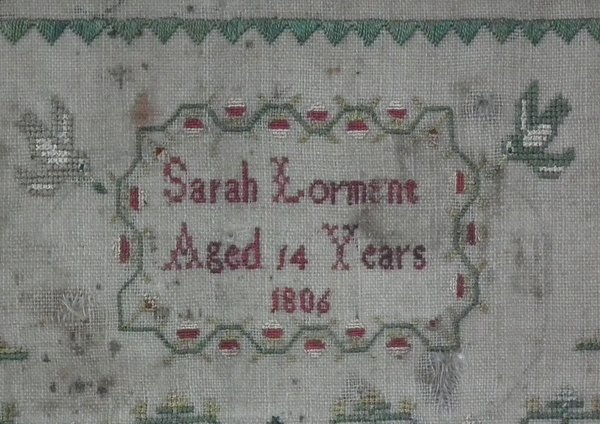 Sarah Lorment
Aged 14 Years
1806